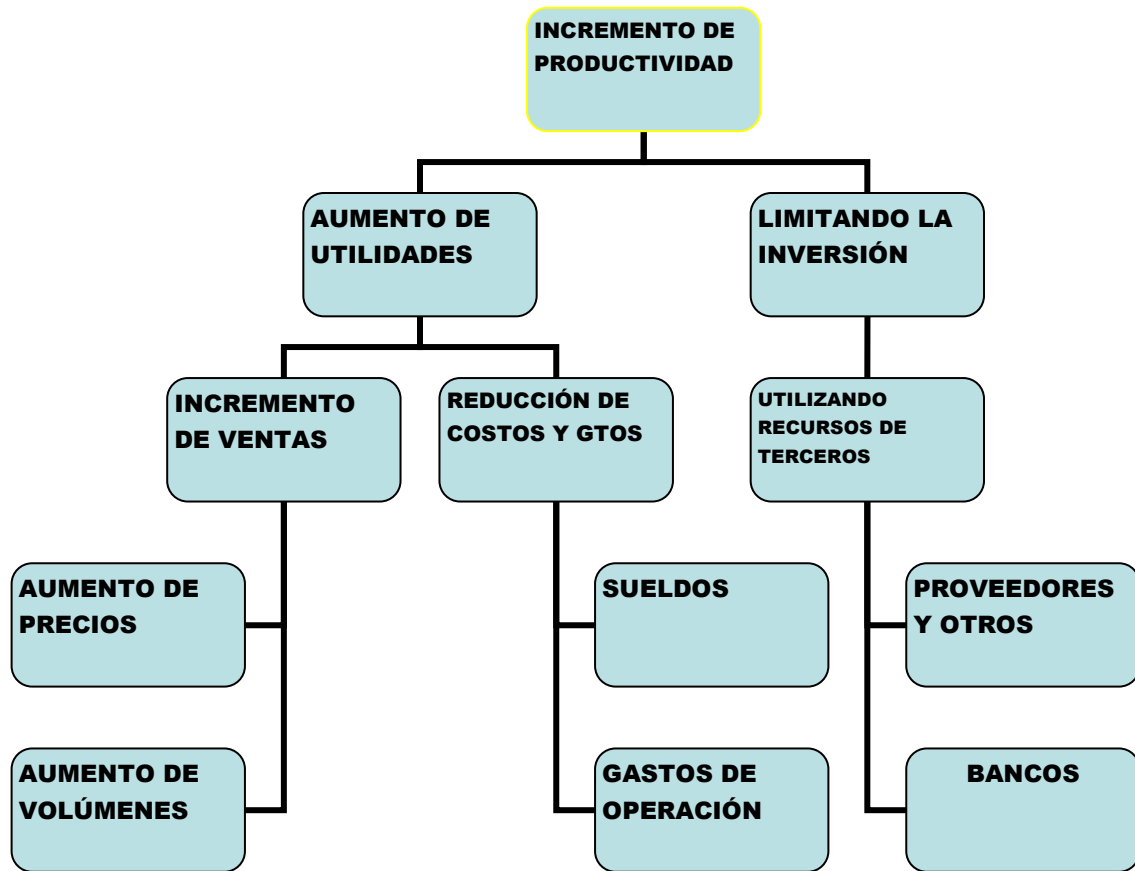 INCREMENTO DE
PRODUCTIVIDAD
AUMENTO DE
UTILIDADES
LIMITANDO LA
INVERSIÓN
INCREMENTO
DE VENTAS
REDUCCIÓN DE
COSTOS Y GTOS
UTILIZANDO
RECURSOS DE
TERCEROS
AUMENTO DE
PRECIOS
SUELDOS
PROVEEDORES
Y OTROS
AUMENTO DE
VOLÚMENES
GASTOS DE
OPERACIÓN
BANCOS